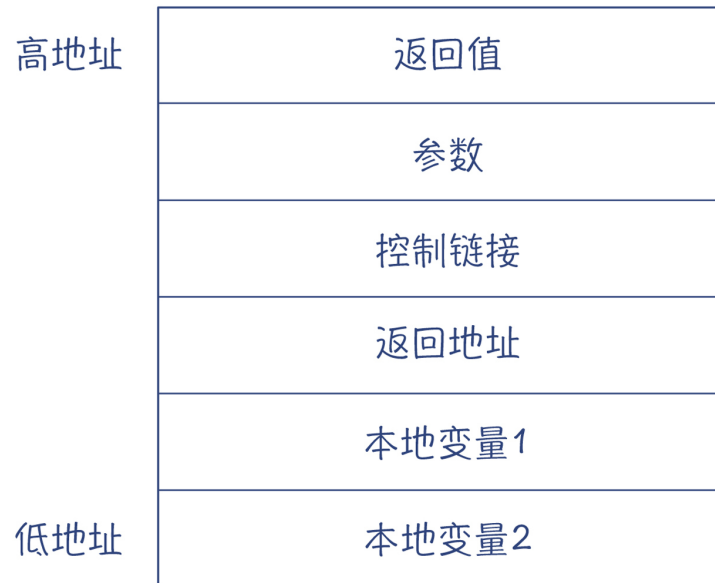 高地址
返回值
参数
控制链接
返回地址
本地变量1
低地址
本地变量2